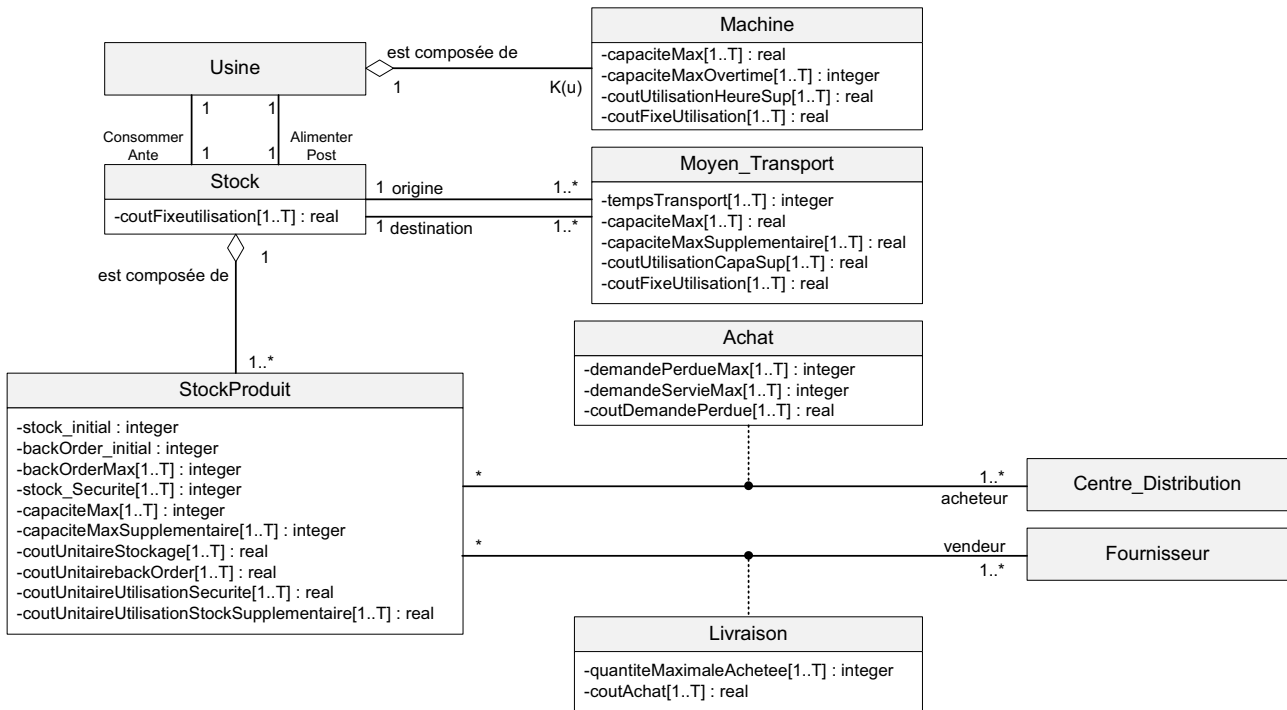 Usine
est composée de
1
K(u)
Machine
-capaciteMax[1..T] : real
-capaciteMaxOvertime[1..T] : integer
-coutUtilisationHeureSup[1..T] : real
-coutFixeUtilisation[1..T] : real
1
1
Consommer
Ante
Alimenter
Post
1
1
Stock
-coutFixeutilisation[1..T] : real
1 origine
1..*
1 destination
1..*
Moyen_Transport
-tempsTransport[1..T] : integer
-capaciteMax[1..T] : real
-capaciteMaxSupplementaire[1..T] : real
-coutUtilisationCapaSup[1..T] : real
-coutFixeUtilisation[1..T] : real
1
est composée de
1..*
Achat
-demandePerdueMax[1..T] : integer
-demandeServieMax[1..T] : integer
-coutDemandePerdue[1..T] : real
StockProduit
-stock_initial : integer
-backOrder_initial : integer
-backOrderMax[1..T] : integer
-stock_Securite[1..T] : integer
-capaciteMax[1..T] : integer
-capaciteMaxSupplementaire[1..T] : integer
-coutUnitaireStockage[1..T] : real
-coutUnitairebackOrder[1..T] : real
-coutUnitaireUtilisationSecurite[1..T] : real
-coutUnitaireUtilisationStockSupplementaire[1..T] : real
*
1..*
acheteur
Centre_Distribution
*
vendeur
1..*
Fournisseur
Livraison
-quantiteMaximaleAchetee[1..T] : integer
-coutAchat[1..T] : real